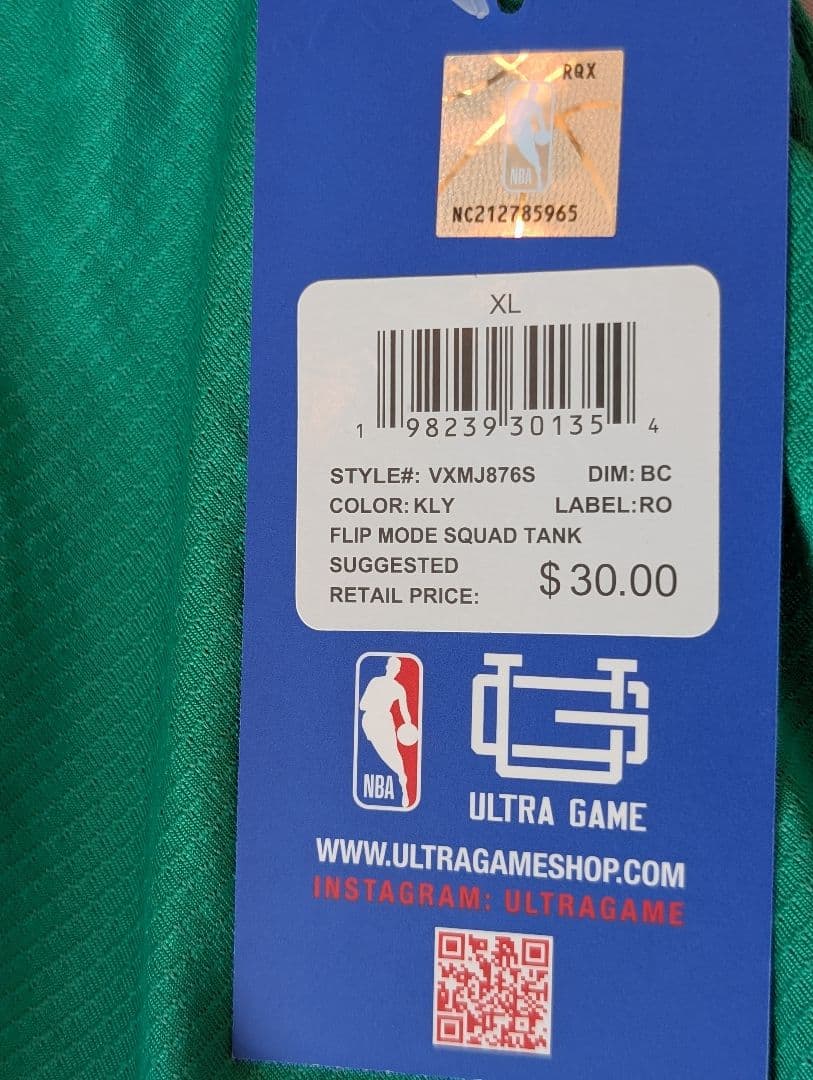 RQX
NBA
NC212785965
XL
1 98239 30135 4
STYLE#: VXMJ876S DIM: BC
COLOR: KLY LABEL:RO
FLIP MODE SQUAD TANK
SUGGESTED
RETAIL PRICE: $30.00
NBA
UG
ULTRA GAME
WWW.ULTRAGAMESHOP.COM
INSTAGRAM: ULTRAGAME